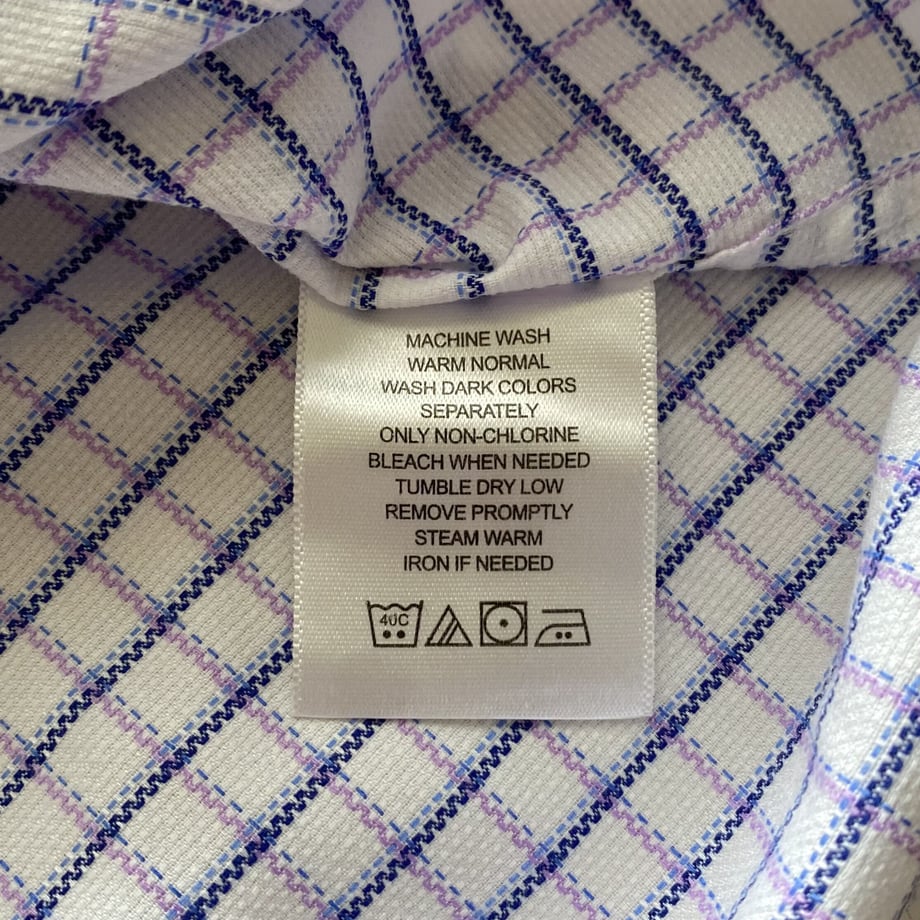 MACHINE WASH
WARM NORMAL
WASH DARK COLORS
SEPARATELY
ONLY NON-CHLORINE
BLEACH WHEN NEEDED
TUMBLE DRY LOW
REMOVE PROMPTLY
STEAM WARM
IRON IF NEEDED
40C